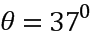 θ = 37⁰